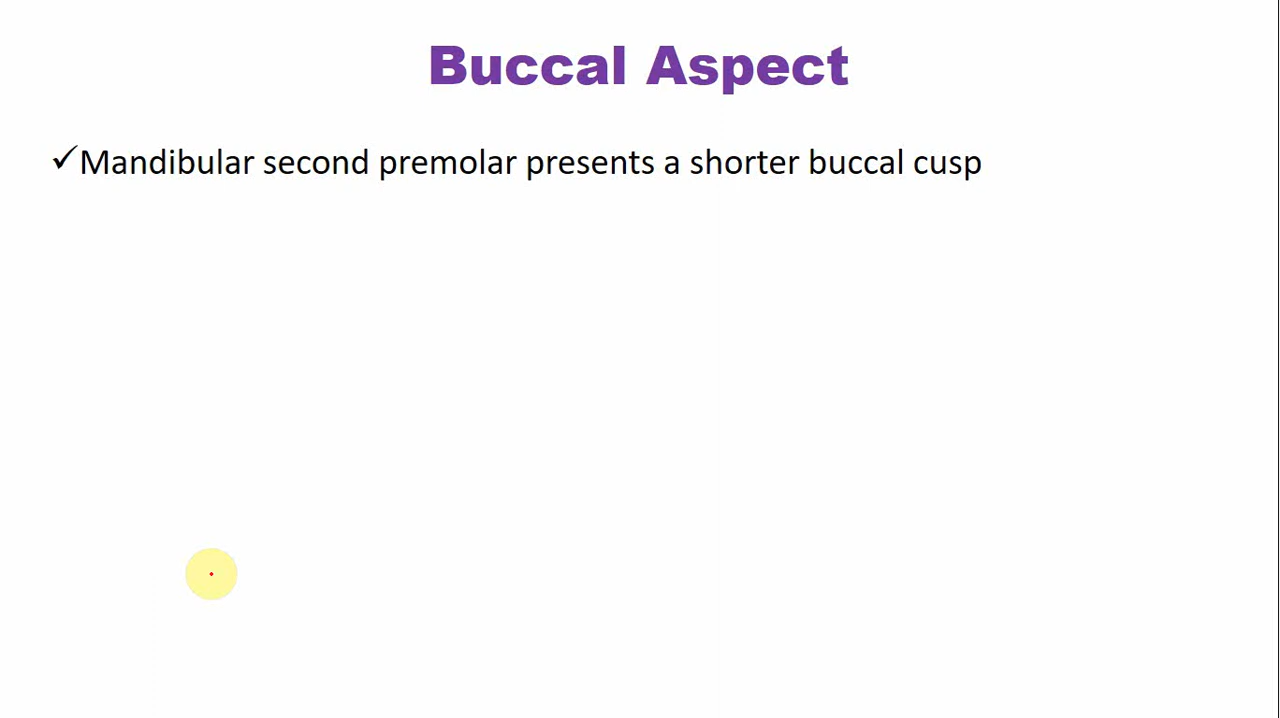 Buccal Aspect
✓Mandibular second premolar presents a shorter buccal cusp